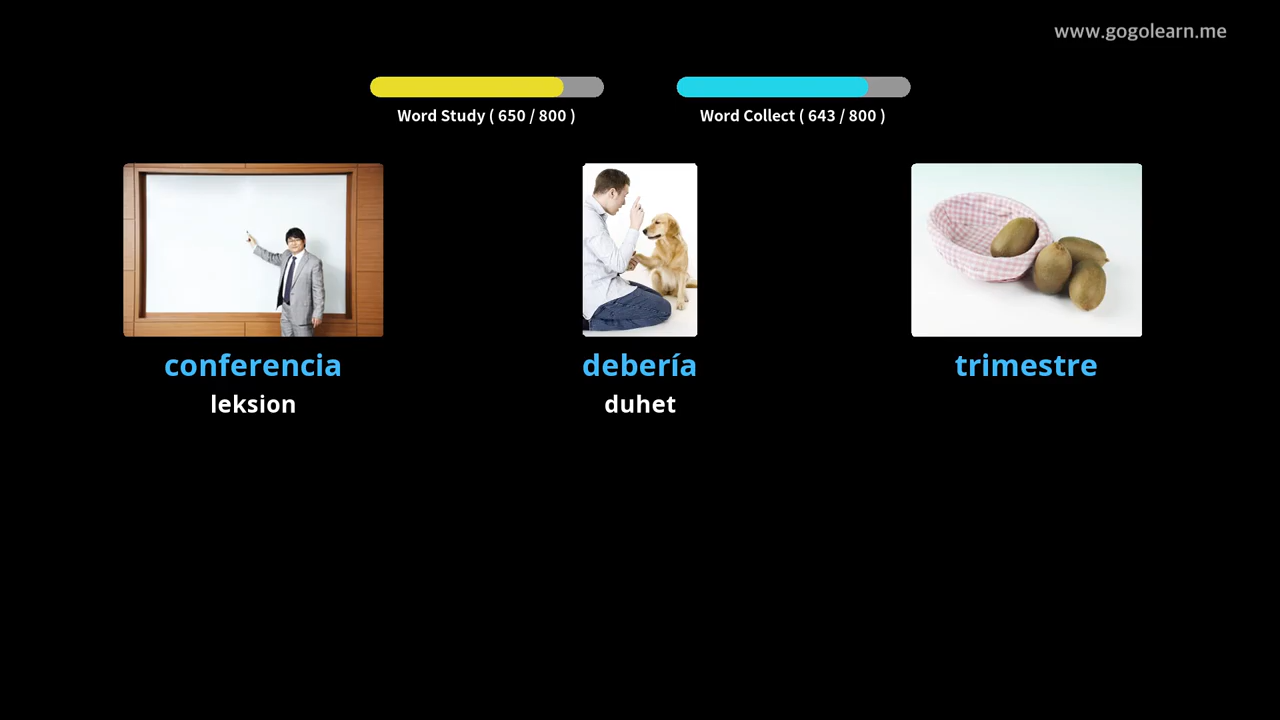 www.gogolearn.me
Word Study ( 650 / 800 )
Word Collect ( 643 / 800 )
conferencia
debería
trimestre
leksion
duhet